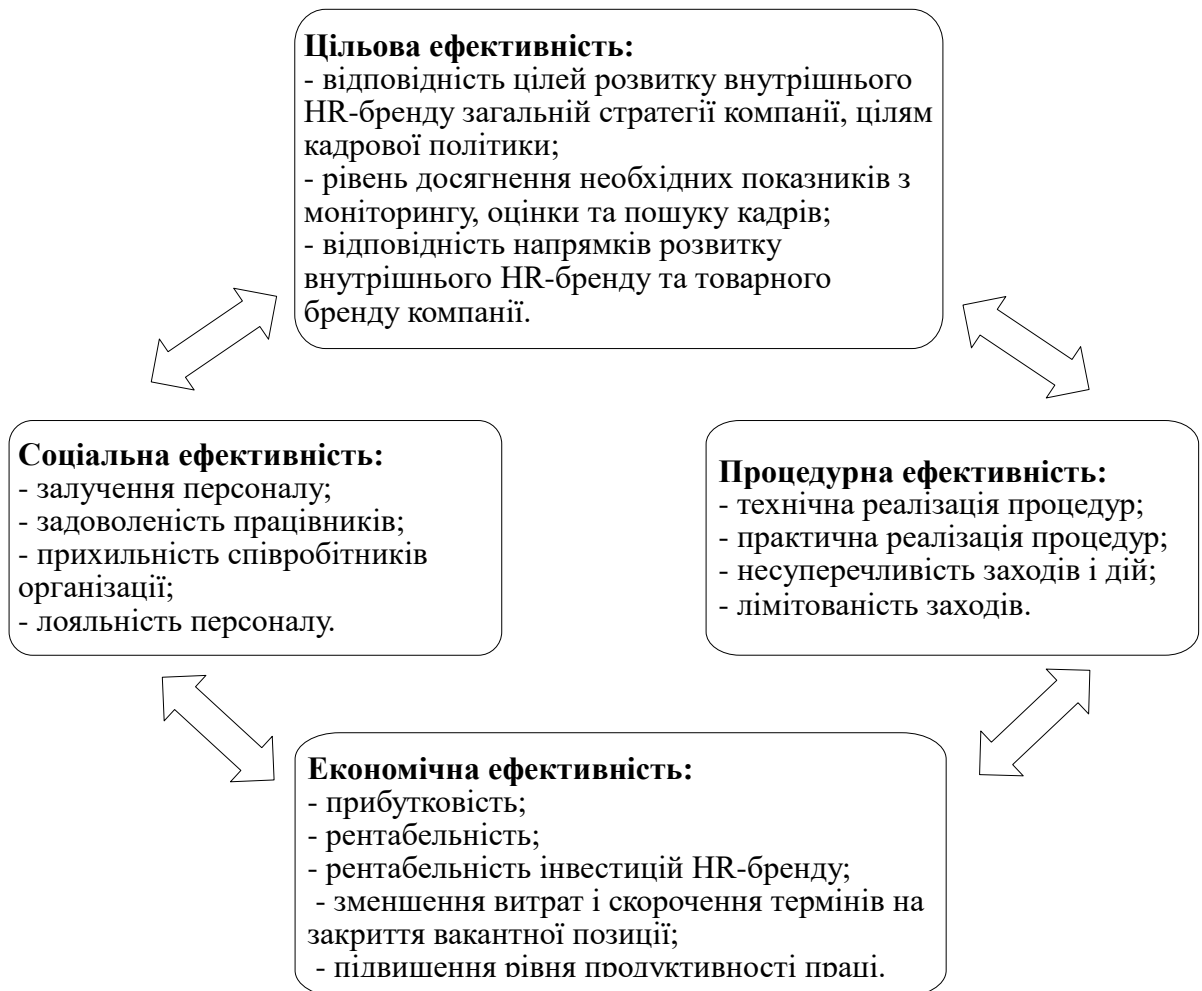 Цільова ефективність:
- відповідність цілей розвитку внутрішнього
HR-бренду загальній стратегії компанії, цілям
кадрової політики;
- рівень досягнення необхідних показників з
моніторингу, оцінки та пошуку кадрів;
- відповідність напрямків розвитку
внутрішнього HR-бренду та товарного
бренду компанії.
Соціальна ефективність:
- залучення персоналу;
- задоволеність працівників;
- прихильність співробітників
організації;
- лояльність персоналу.
Процедурна ефективність:
- технічна реалізація процедур;
- практична реалізація процедур;
- несуперечливість заходів і дій;
- лімітованість заходів.
Економічна ефективність:
- прибутковість;
- рентабельність;
- рентабельність інвестицій HR-бренду;
- зменшення витрат і скорочення термінів на
закриття вакантної позиції;
- підвищення рівня продуктивності праці.